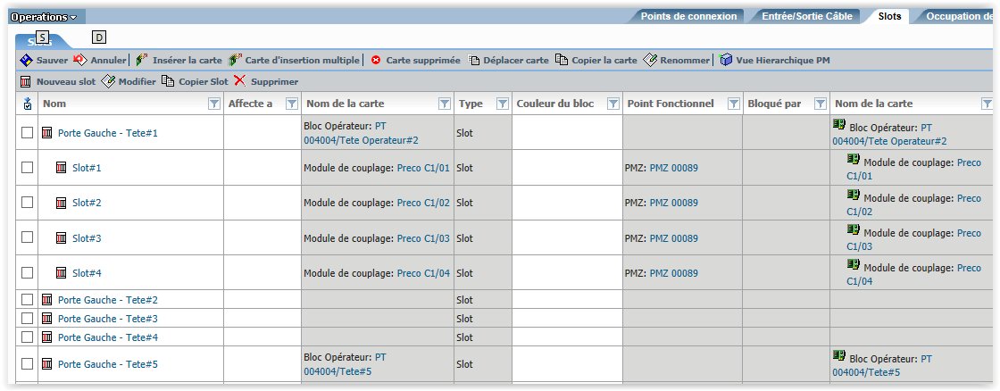 Operations
Points de connexion
Entrée/Sortie Câble
Slots
Occupation de
S
D
Sauver
Annuler
Insérer la carte
Carte d'insertion multiple
Carte supprimée
Déplacer carte
Copier la carte
Renommer
Vue Hierarchique PM
Nouveau slot
Modifier
Copier Slot
Supprimer
Nom
Affecte a
Nom de la carte
Type
Couleur du bloc
Point Fonctionnel
Bloqué par
Nom de la carte
Porte Gauche - Tete#1
Bloc Opérateur: PT
004004/Tete Operateur#2
Slot
Bloc Opérateur: PT
004004/Tete Operateur#2
Slot#1
Module de couplage: Preco C1/01
Slot
PMZ: PMZ 00089
Module de couplage: Preco
C1/01
Slot#2
Module de couplage: Preco C1/02
Slot
PMZ: PMZ 00089
Module de couplage: Preco
C1/02
Slot#3
Module de couplage: Preco C1/03
Slot
PMZ: PMZ 00089
Module de couplage: Preco
C1/03
Slot#4
Module de couplage: Preco C1/04
Slot
PMZ: PMZ 00089
Module de couplage: Preco
C1/04
Porte Gauche - Tete#2
Slot
Porte Gauche - Tete#3
Slot
Porte Gauche - Tete#4
Slot
Porte Gauche - Tete#5
Bloc Opérateur: PT
004004/Tete#5
Slot
Bloc Opérateur: PT
004004/Tete#5